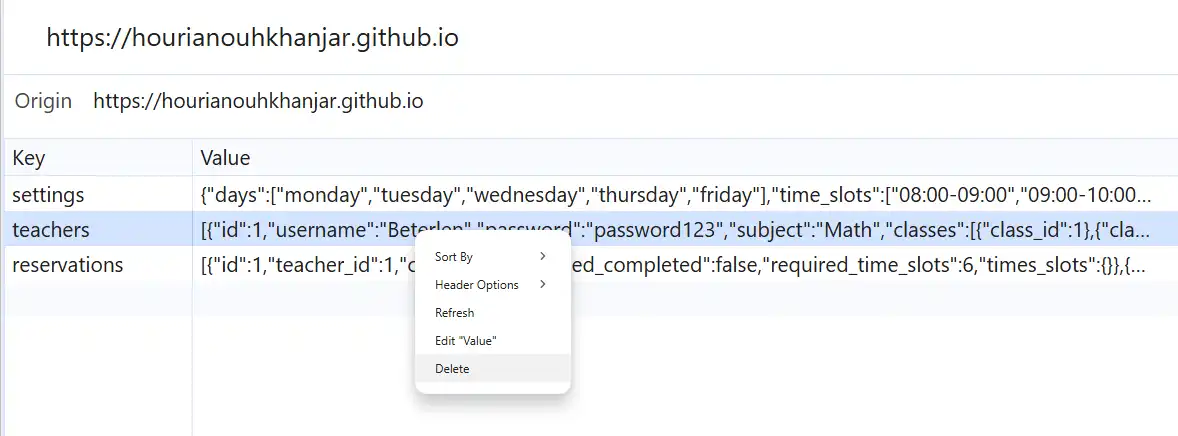 https://hourianouhkhanjar.github.io
Origin https://hourianouhkhanjar.github.io
Key Value
settings {"days":["monday","tuesday","wednesday","thursday","friday"],"time_slots":["08:00-09:00","09:00-10:00...
teachers [{"id":1,"username":"Beterlen","password":"password123","subject":"Math","classes":[{"class_id":1},{"cla...
reservations [{"id":1,"teacher_id":1,"c ed_completed":false,"required_time_slots":6,"times_slots":{}},{...
Sort By
Header Options
Refresh
Edit "Value"
Delete